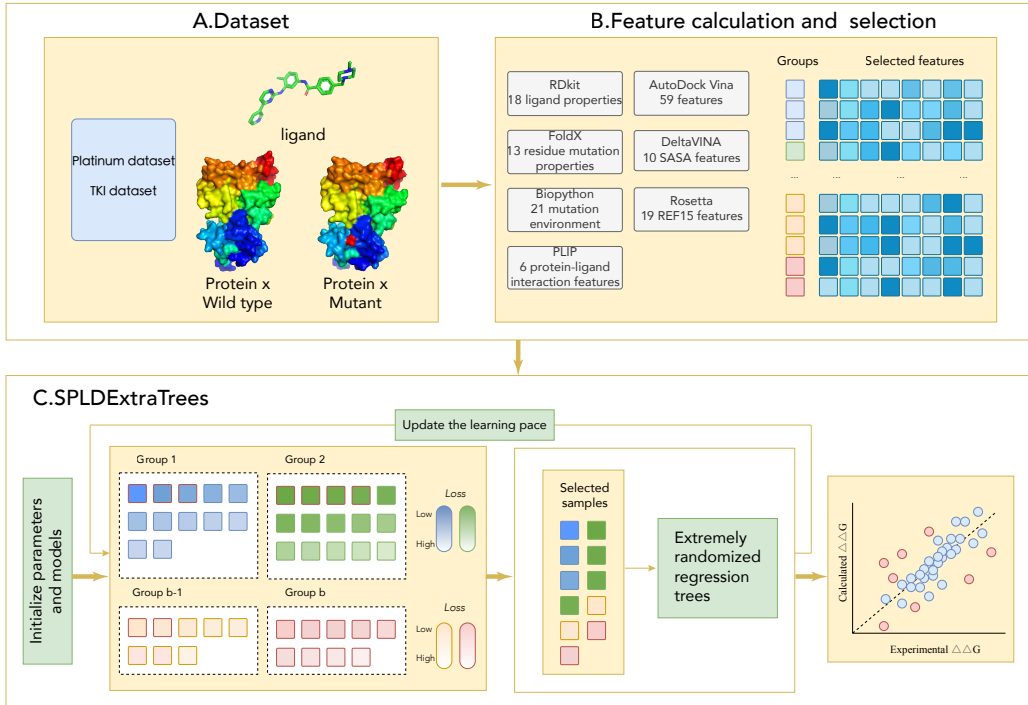 A.Dataset
Platinum dataset
TKI dataset
ligand
Protein x
Wild type
Protein x
Mutant
B.Feature calculation and selection
RDkit
18 ligand properties
AutoDock Vina
59 features
FoldX
13 residue mutation
properties
DeltaVINA
10 SASA features
Biopython
21 mutation
environment
Rosetta
19 REF15 features
PLIP
6 protein-ligand
interaction features
Groups
Selected features
...
...
...
...
C.SPLDExtraTrees
Update the learning pace
Initialize parameters
and models
Group 1
Group 2
Loss
Low
High
Group b-1
Group b
Loss
Low
High
Selected
samples
Extremely
randomized
regression
trees
Calculated △△G
Experimental △△G